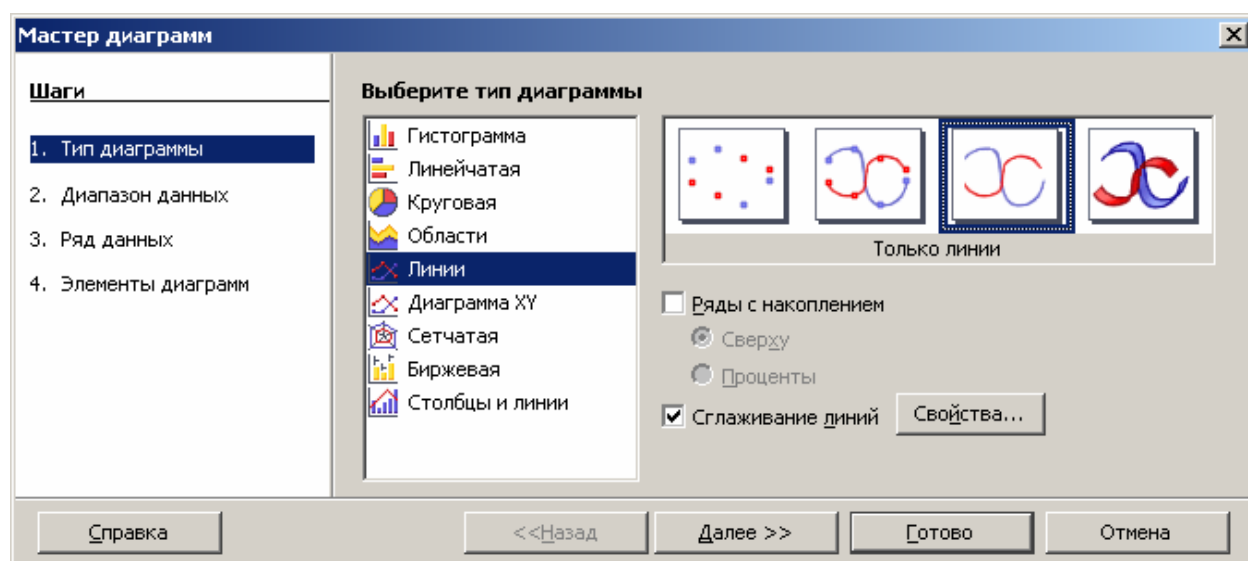 Мастер диаграмм
Шаги
1. Тип диаграммы
2. Диапазон данных
3. Ряд данных
4. Элементы диаграмм
Выберите тип диаграммы
Гистограмма
Линейчатая
Круговая
Области
Линии
Диаграмма XY
Сетчатая
Биржевая
Столбцы и линии
Только линии
Ряды с накоплением
Сверху
Проценты
Сглаживание линий
Свойства...
Справка
<<Назад
Далее >>
Готово
Отмена